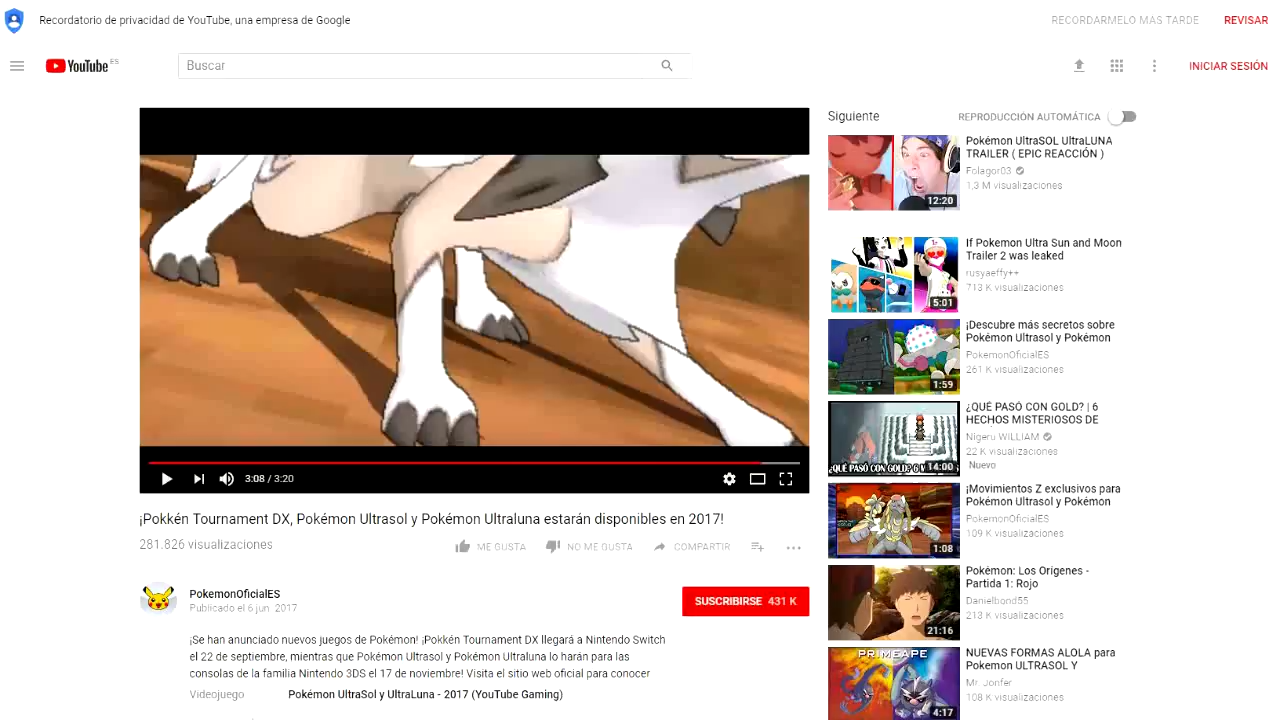 Recordatorio de privacidad de YouTube, una empresa de Google
RECORDÁRMELO MÁS TARDE
REVISAR
YouTube ES
Buscar
INICIAR SESIÓN
Siguiente
REPRODUCCIÓN AUTOMÁTICA
Pokémon UltraSOL UltraLUNA
TRAILER ( EPIC REACCIÓN )
Folagor03
1,3 M visualizaciones
12:20
If Pokemon Ultra Sun and Moon
Trailer 2 was leaked
rusyaeffy++
713 K visualizaciones
5:01
¡Descubre más secretos sobre
Pokémon Ultrasol y Pokémon
PokemonOficialES
261 K visualizaciones
1:59
¿QUÉ PASÓ CON GOLD? | 6
HECHOS MISTERIOSOS DE
Nigeru WiLLIAM
22 K visualizaciones
Nuevo
¿QUÉ PASÓ CON GOLD? 6
14:00
¡Movimientos Z exclusivos para
Pokémon Ultrasol y Pokémon
PokemonOficialES
109 K visualizaciones
1:08
Pokémon: Los Orígenes -
Partida 1: Rojo
Danielbond55
213 K visualizaciones
21:16
NUEVAS FORMAS ALOLA para
Pokemon ULTRASOL Y
Mr. Jonfer
108 K visualizaciones
PRIMEAPE
4:17
3:08 / 3:20
¡Pokkén Tournament DX, Pokémon Ultrasol y Pokémon Ultraluna estarán disponibles en 2017!
281.826 visualizaciones
ME GUSTA
NO ME GUSTA
COMPARTIR
PokemonOficialES
Publicado el 6 jun. 2017
SUSCRIBIRSE 431 K
¡Se han anunciado nuevos juegos de Pokémon! ¡Pokkén Tournament DX llegará a Nintendo Switch
el 22 de septiembre, mientras que Pokémon Ultrasol y Pokémon Ultraluna lo harán para las
consolas de la familia Nintendo 3DS el 17 de noviembre! Visita el sitio web oficial para conocer
Videojuego
Pokémon UltraSol y UltraLuna - 2017 (YouTube Gaming)